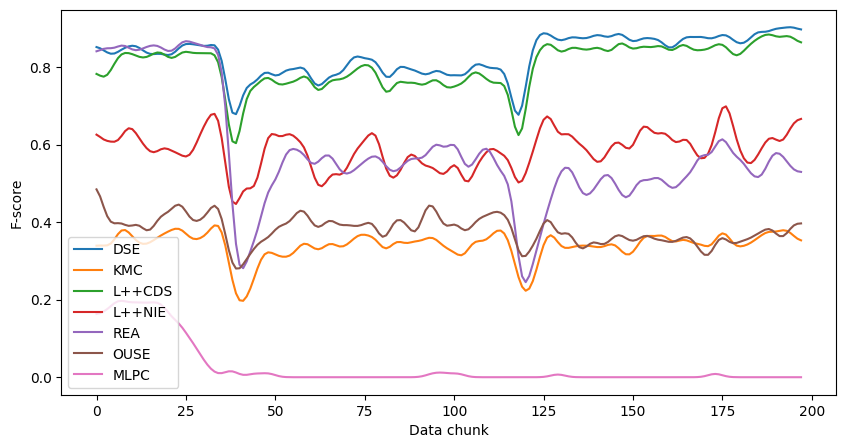 F-score
0.8
0.6
0.4
0.2
0.0
DSE
KMC
L++CDS
L++NIE
REA
OUSE
MLPC
0 25 50 75 100 125 150 175 200
Data chunk